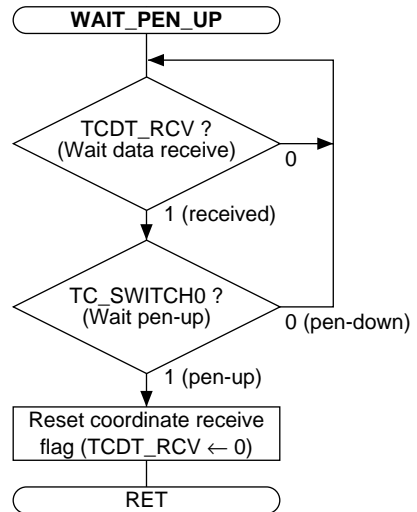 WAIT_PEN_UP
TCDT_RCV ?
(Wait data receive)
0
1 (received)
TC_SWITCH0 ?
(Wait pen-up)
0 (pen-down)
1 (pen-up)
Reset coordinate receive
flag (TCDT_RCV ← 0)
RET